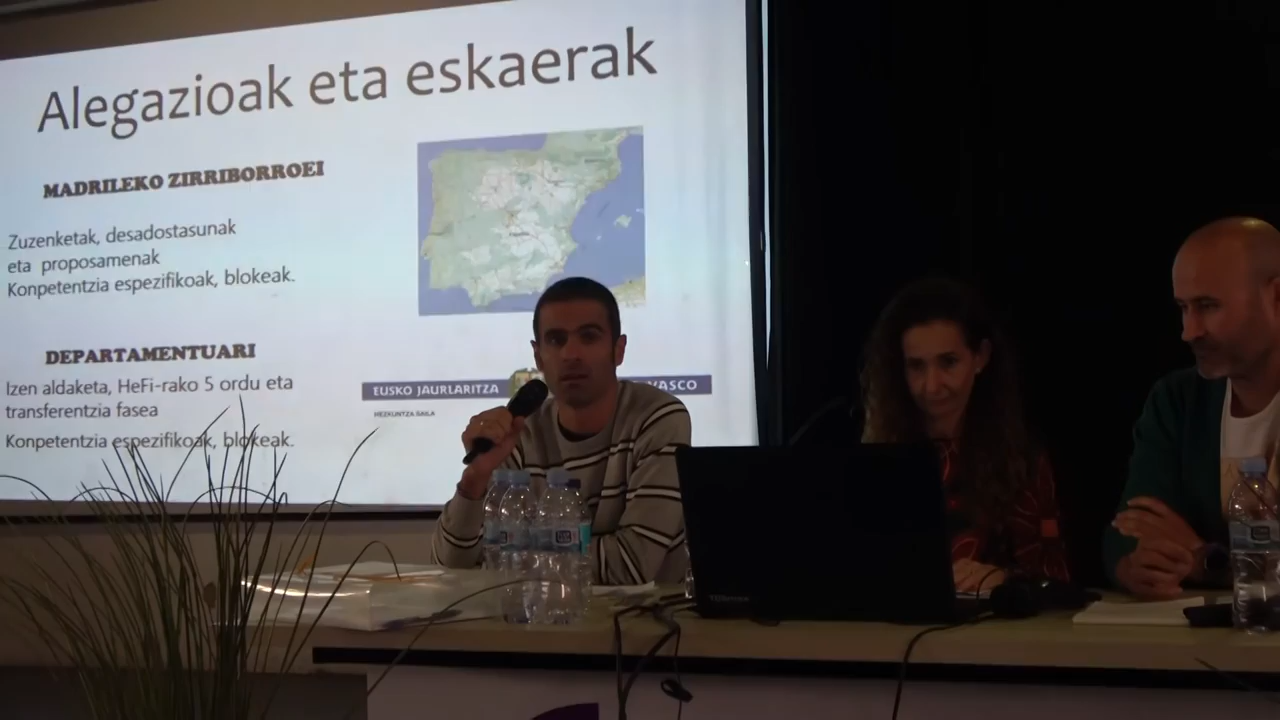 Alegazioak eta eskaerak
MADRILEKO ZIRRIBORROEI
Zuzenketak, desadostasunak
eta proposamenak
Konpetentzia espezifikoak, blokeak.
DEPARTAMENTUARI
Izen aldaketa, HeFi-rako 5 ordu eta
transferentzia fasea
Konpetentzia espezifikoak, blokeak.
EUSKO JAURLARITZA
VASCO
HEZKUNTZA SAILA